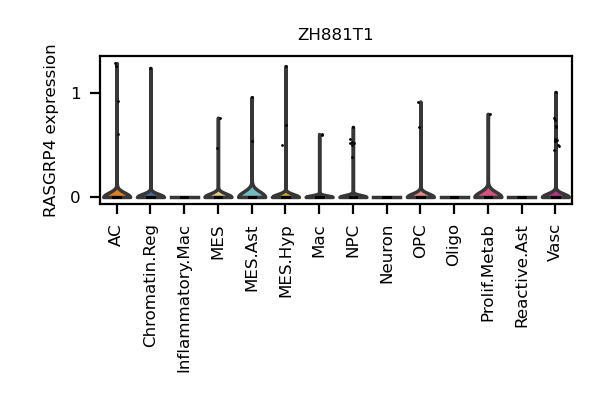 ZH881T1
RASGRP4 expression
1
0
AC
Chromatin.Reg
Inflammatory.Mac
MES
MES.Ast
MES.Hyp
Mac
NPC
Neuron
OPC
Oligo
Prolif.Metab
Reactive.Ast
Vasc